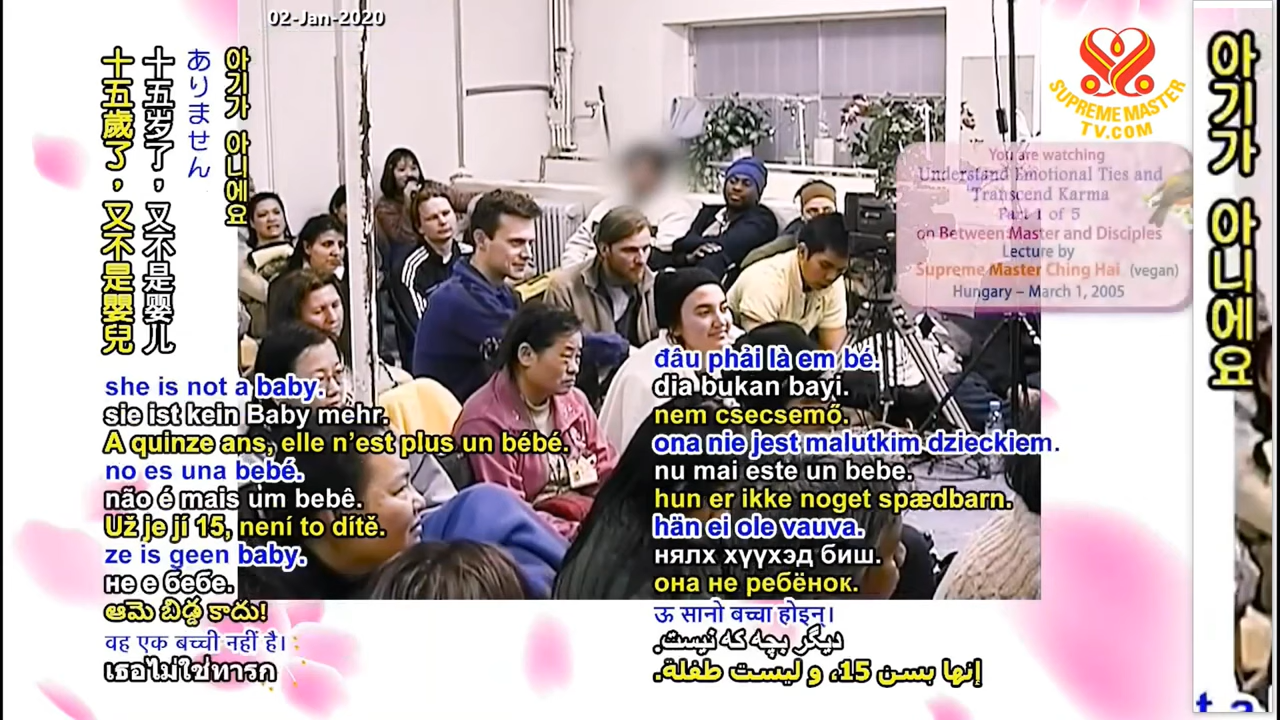 02-Jan-2020
아기가 아니에요
ありません
十五岁了，又不是婴儿
十五歲了，又不是嬰兒
SUPREME MASTER
TV.COM
You are watching
Understand Emotional Ties and
Transcend Karma
Part 1 of 5
on Between Master and Disciples
Lecture by
Supreme Master Ching Hai (vegan)
Hungary – March 1, 2005
아기가 아니에요
she is not a baby.
sie ist kein Baby mehr.
A quinze ans, elle n’est plus un bébé.
no es una bebé.
não é mais um bebê.
Už je jí 15, není to dítě.
ze is geen baby.
не е бебе.
ఆమె బిడ్డ కాదు!
वह एक बच्ची नहीं है।
เธอไม่ใช่ทารก
đâu phải là em bé.
dia bukan bayi.
nem csecsemő.
ona nie jest malutkim dzieckiem.
nu mai este un bebe.
hun er ikke noget spædbarn.
hän ei ole vauva.
нялх хүүхэд биш.
она не ребёнок.
ऊ सानो बच्चा होइन्।
دیگر بچه که نیست.
إنها بسن 15، و ليست طفلة.